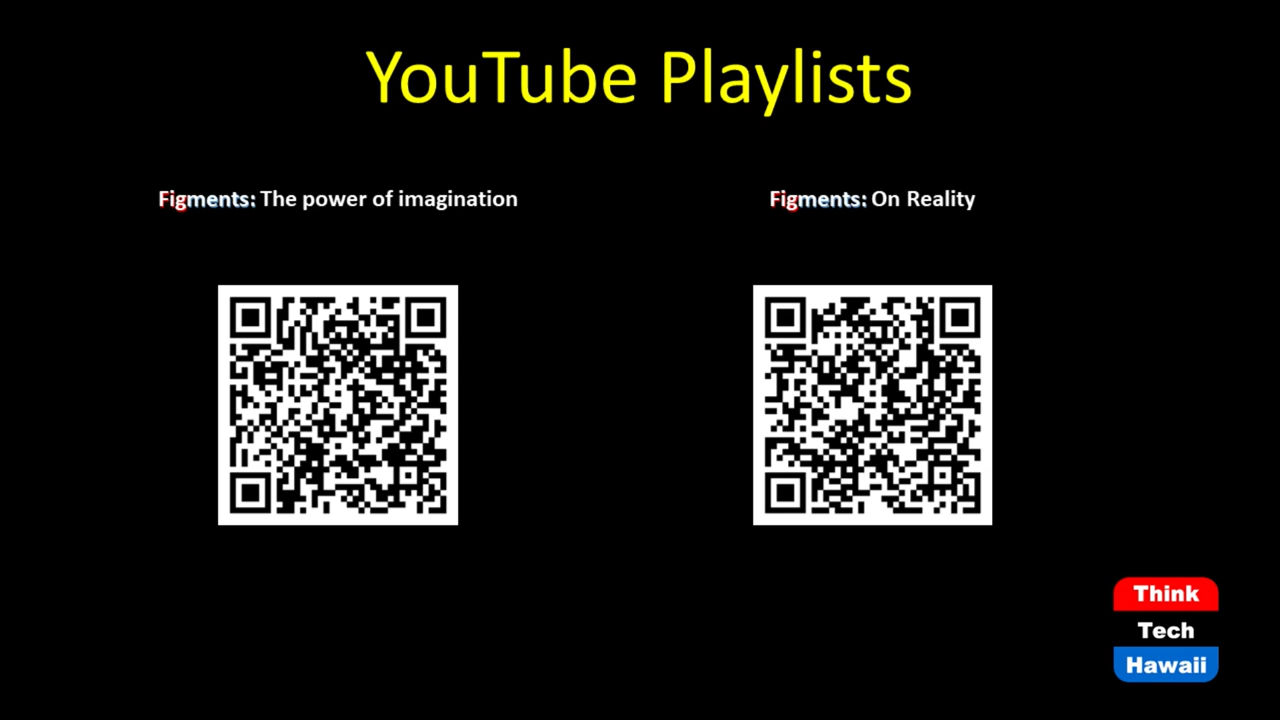 YouTube Playlists
Figments: The power of imagination
Figments: On Reality
Think
Tech
Hawaii